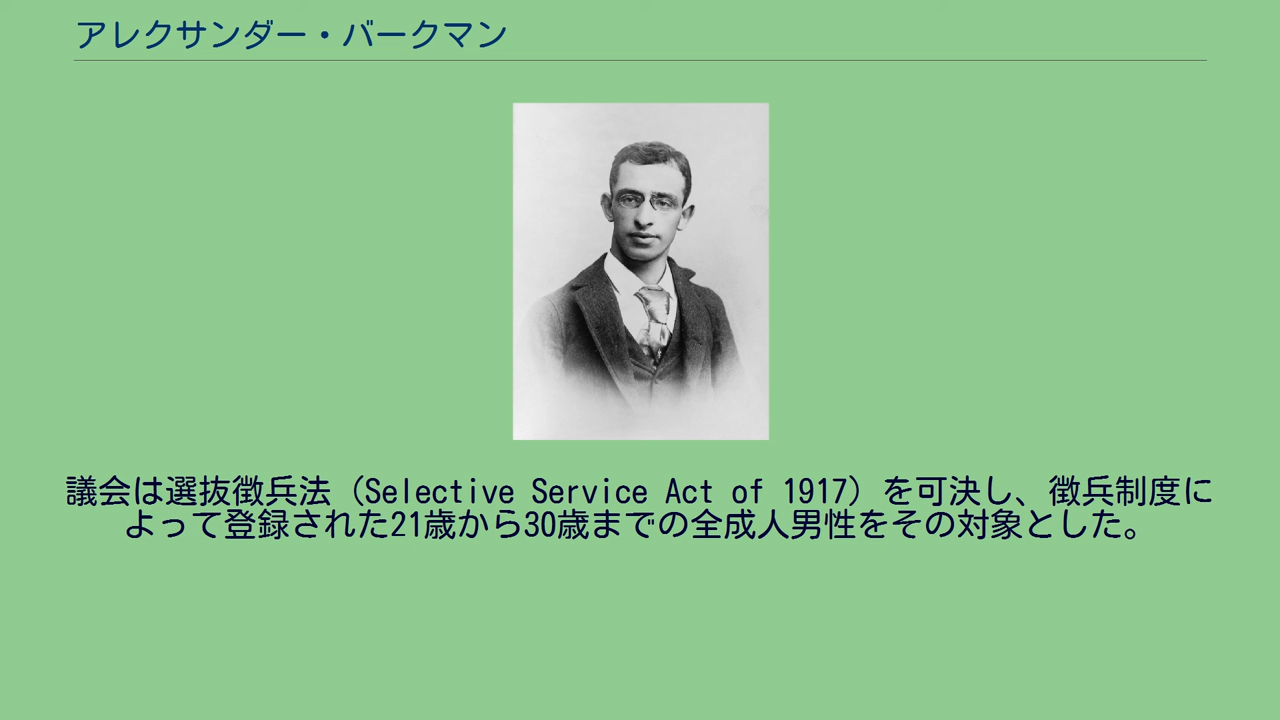 アレクサンダー・バークマン
議会は選抜徴兵法（Selective Service Act of 1917）を可決し、徴兵制度に
よって登録された21歳から30歳までの全成人男性をその対象とした。